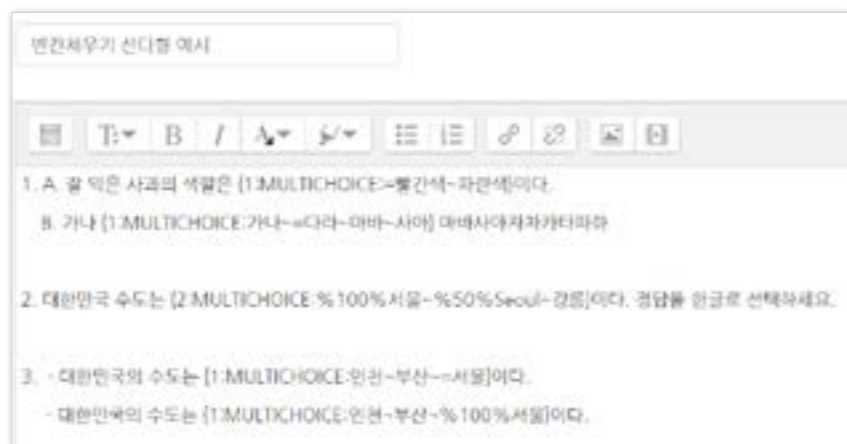 빈칸채우기 선다형 예시
1. A. 잘 익은 사과의 색깔은 {1:MULTICHOICE:=빨간색~파란색}이다.
B. 가나 {1:MULTICHOICE:가나~=다라~마바~사아} 마바사아자차카타파하
2. 대한민국 수도는 {2:MULTICHOICE:%100%서울~%50%Seoul~강릉}이다. 정답을 한글로 선택하세요.
3. - 대한민국의 수도는 {1:MULTICHOICE:인천~부산~=서울}이다.
- 대한민국의 수도는 {1:MULTICHOICE:인천~부산~%100%서울}이다.